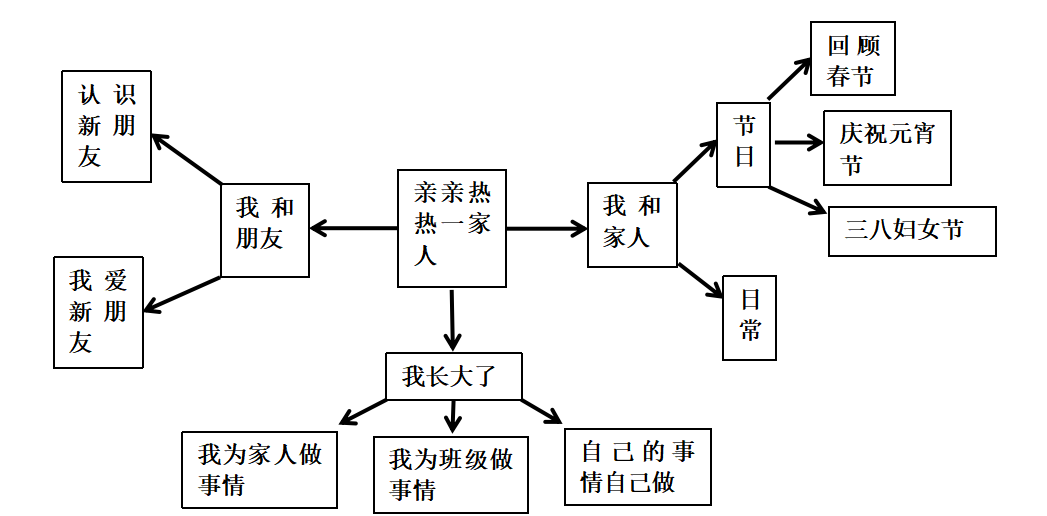 回顾
春节
认识
新朋
友
节
日
庆祝元宵
节
亲亲热
热一家
人
我和
朋友
我和
家人
三八妇女节
我爱
新朋
友
日
常
我长大了
我为家人做
事情
我为班级做
事情
自己的事
情自己做